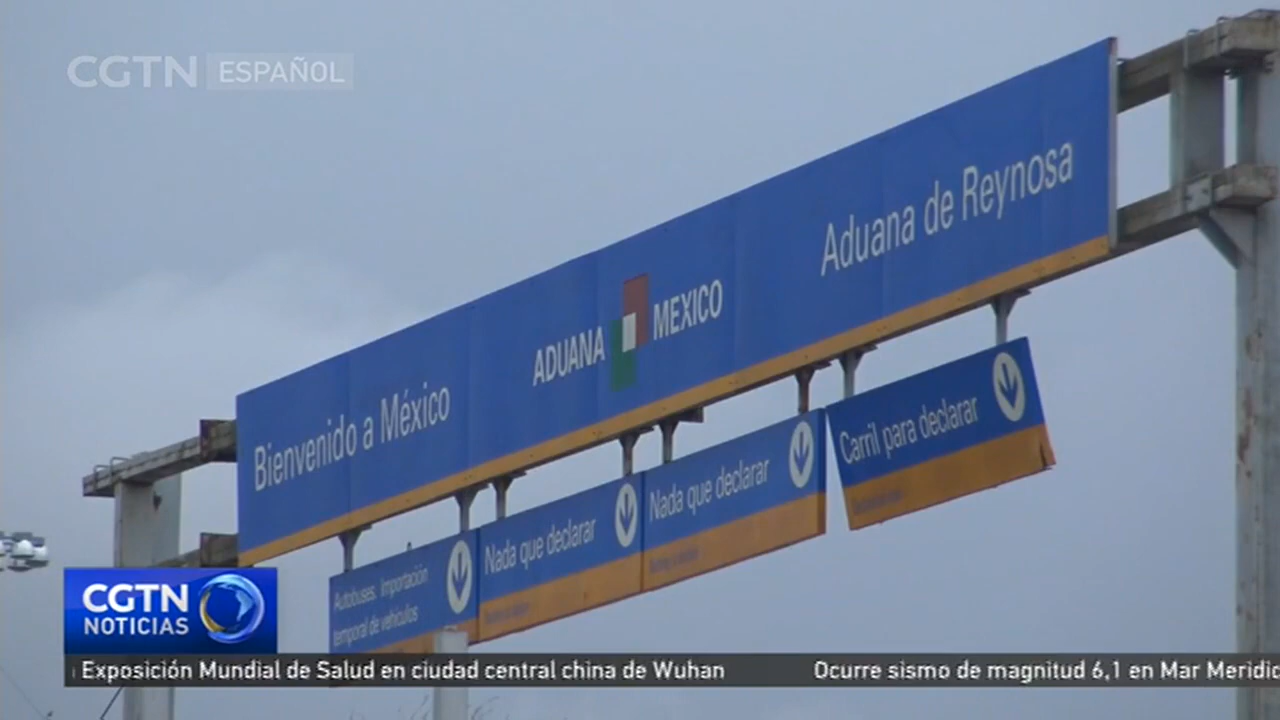 CGTN ESPAÑOL
Bienvenido a México
ADUANA MEXICO
Aduana de Reynosa
Autobuses. Importación
temporal de vehículos
Nada que declarar
Nada que declarar
Carril para declarar
CGTN
NOTICIAS
Exposición Mundial de Salud en ciudad central china de Wuhan
Ocurre sismo de magnitud 6,1 en Mar Meridio